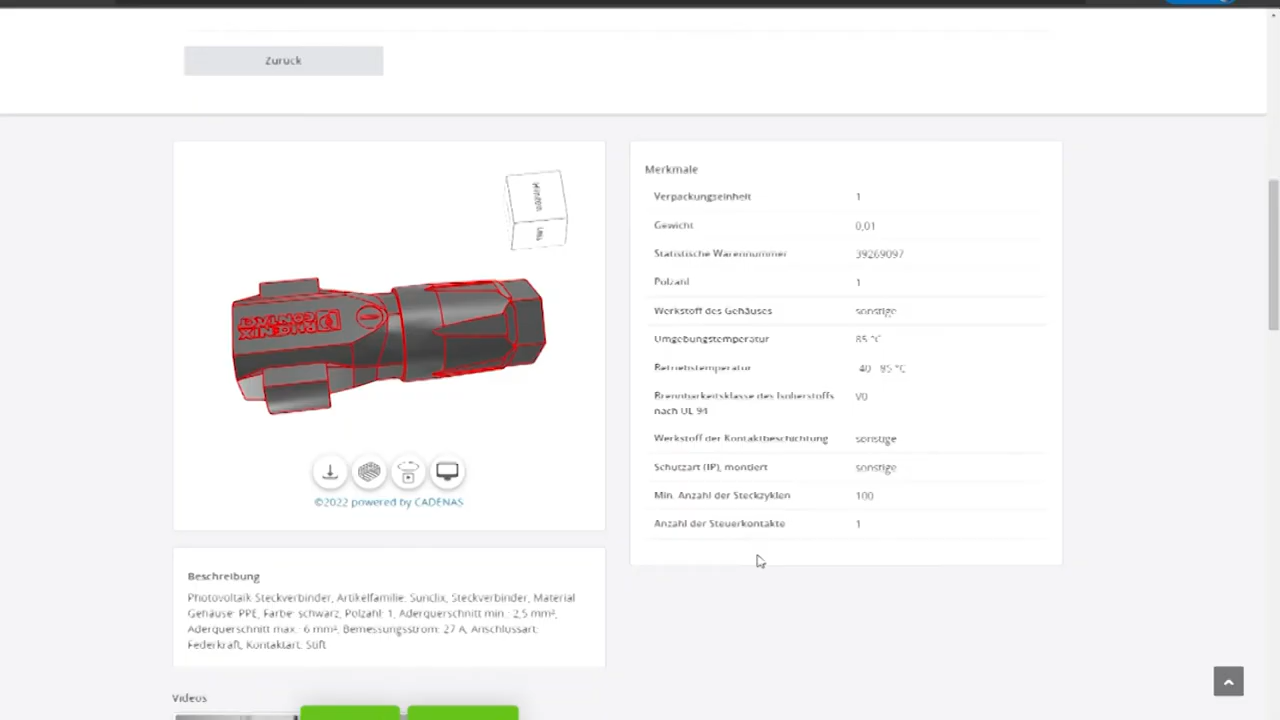 Zurück
Merkmale
Verpackungseinheit 1
Gewicht 0,01
Statistische Warennummer 39269097
Polzahl 1
Werkstoff des Gehäuses sonstige
Umgebungstemperatur 85 °C
Betriebstemperatur -40 - 85 °C
Brennbarkeitsklasse des Isolierstoffs V0
nach UL 94
Werkstoff der Kontaktbeschichtung sonstige
Schutzart (IP), montiert sonstige
Min. Anzahl der Steckzyklen 100
Anzahl der Steuerkontakte 1
PHOENIX
CONTACT
©2022 powered by CADENAS
Beschreibung
Photovoltaik Steckverbinder, Artikelfamilie: Sunclix, Steckverbinder, Material
Gehäuse: PPE, Farbe: schwarz, Polzahl: 1, Aderquerschnitt min.: 2,5 mm²,
Aderquerschnitt max.: 6 mm², Bemessungsstrom: 27 A, Anschlussart:
Federkraft, Kontaktart: Stift
Videos